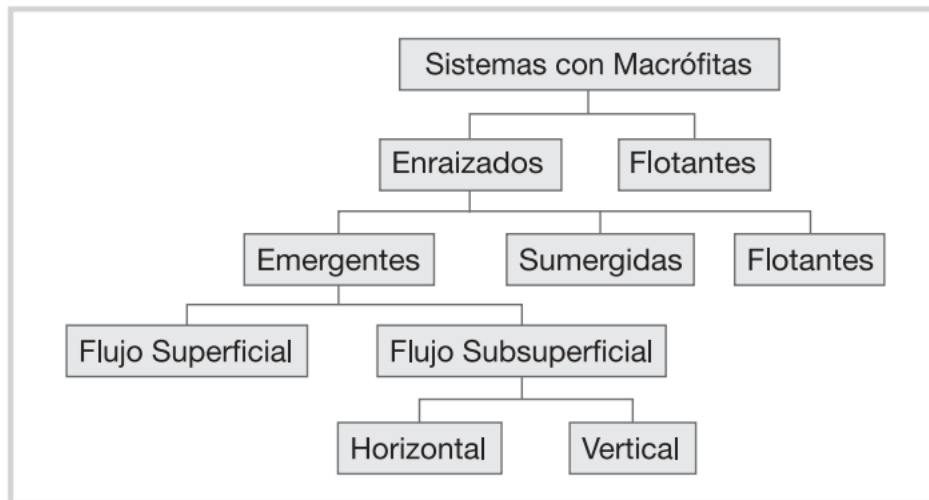 Sistemas con Macrófitas
Enraizados
Flotantes
Emergentes
Sumergidas
Flotantes
Flujo Superficial
Flujo Subsuperficial
Horizontal
Vertical